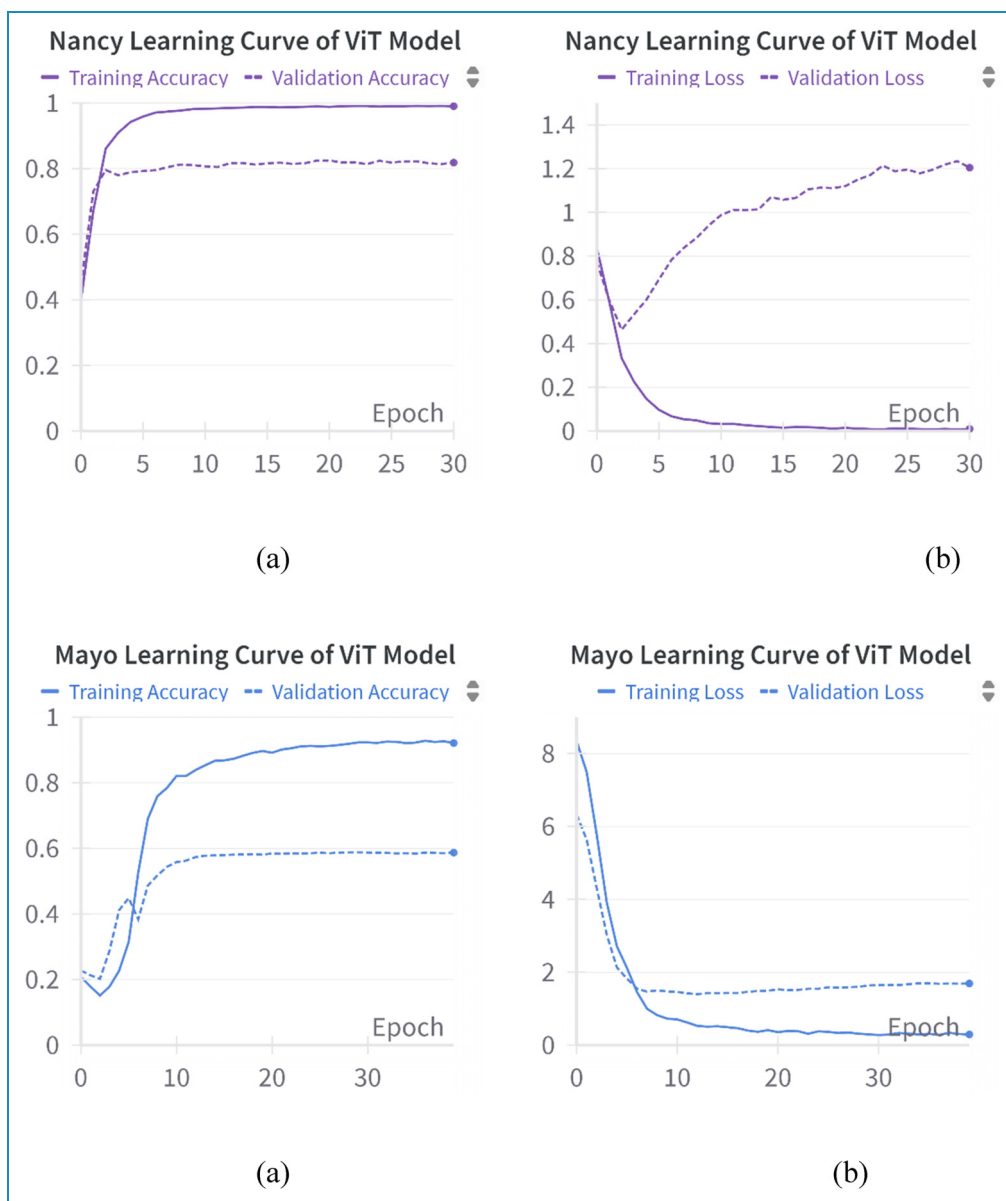 Nancy Learning Curve of ViT Model
Training Accuracy Validation Accuracy
1
0.8
0.6
0.4
0.2
0
Epoch
0 5 10 15 20 25 30
(a)
Nancy Learning Curve of ViT Model
Training Loss Validation Loss
1.4
1.2
1
0.8
0.6
0.4
0.2
0
Epoch
0 5 10 15 20 25 30
(b)
Mayo Learning Curve of ViT Model
Training Accuracy Validation Accuracy
1
0.8
0.6
0.4
0.2
0
Epoch
0 10 20 30
(a)
Mayo Learning Curve of ViT Model
Training Loss Validation Loss
8
6
4
2
0
Epoch
0 10 20 30
(b)